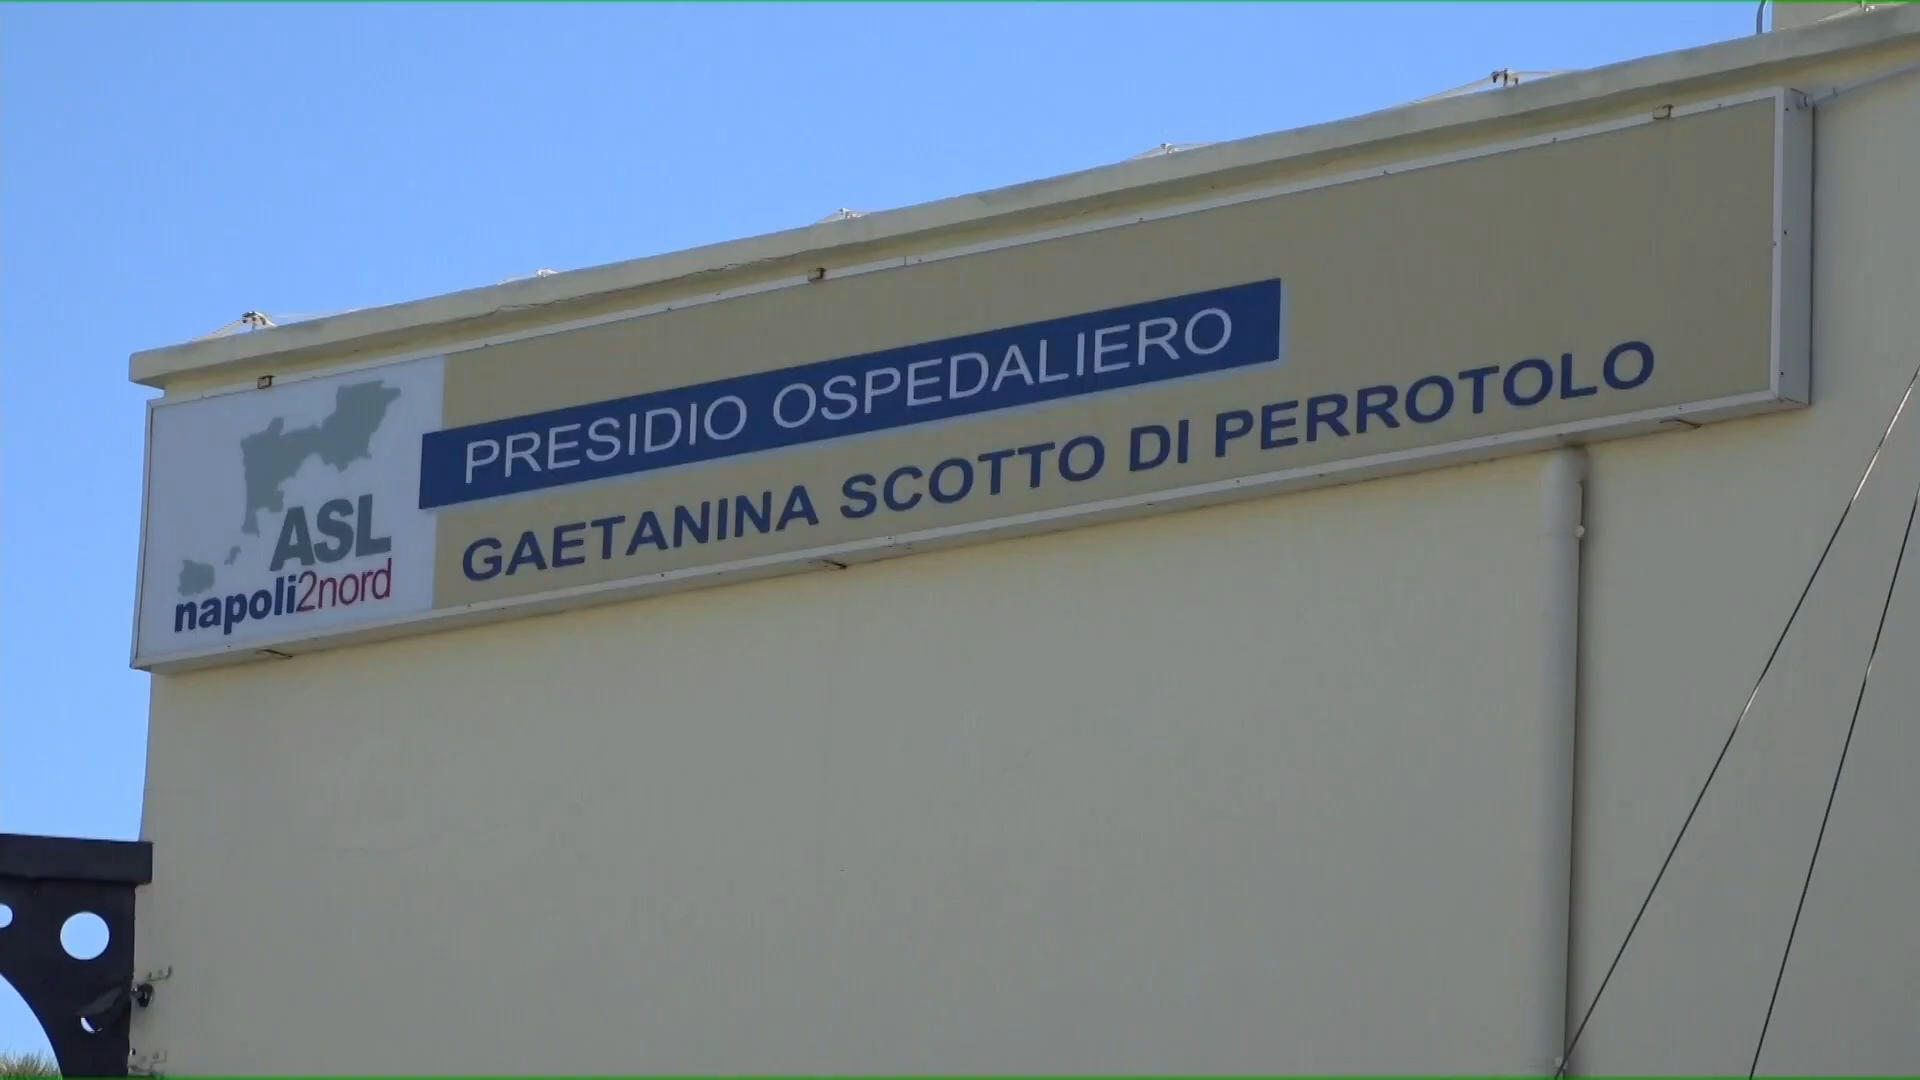 PRESIDIO OSPEDALIERO
GAETANINA SCOTTO DI PERROTOLO
ASL
napoli2nord